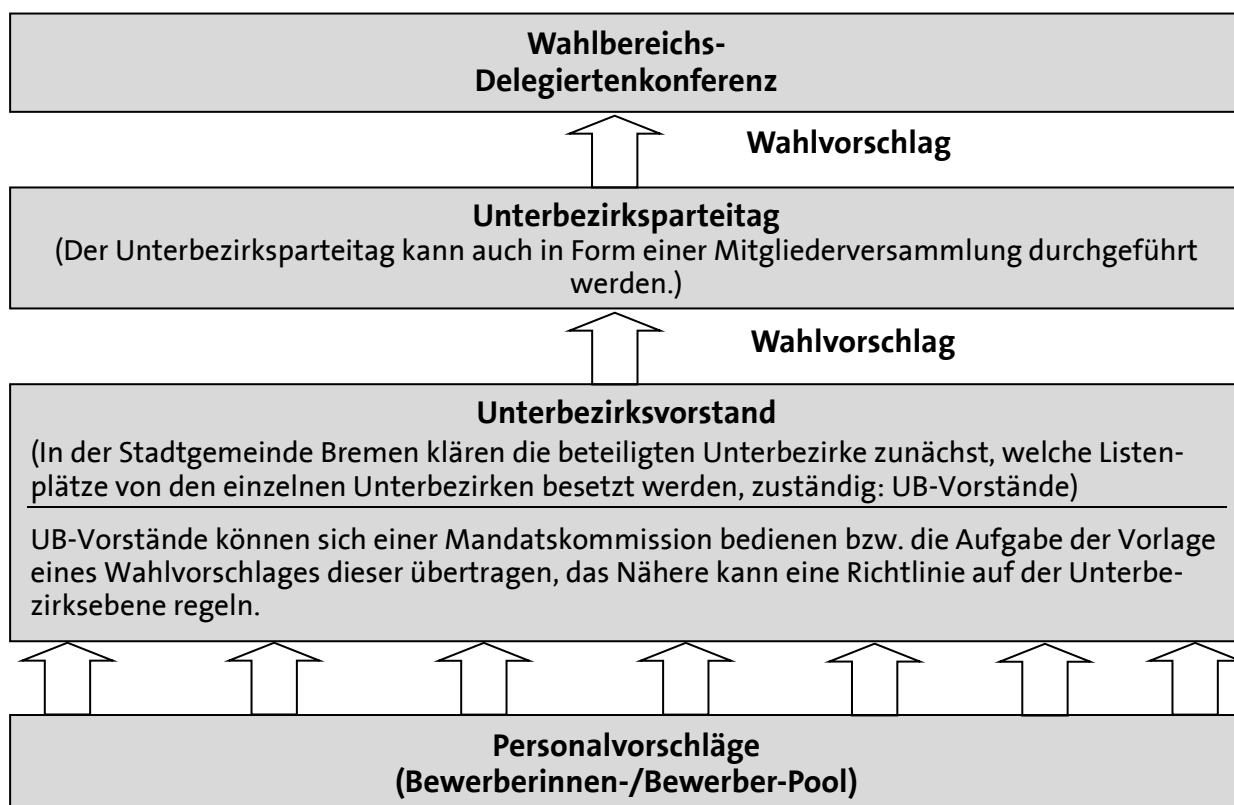 Wahlbereichs-
Delegiertenkonferenz
Wahlvorschlag
Unterbezirksparteitag
(Der Unterbezirksparteitag kann auch in Form einer Mitgliederversammlung durchgeführt
werden.)
Wahlvorschlag
Unterbezirksvorstand
(In der Stadtgemeinde Bremen klären die beteiligten Unterbezirke zunächst, welche Listen-
plätze von den einzelnen Unterbezirken besetzt werden, zuständig: UB-Vorstände)
UB-Vorstände können sich einer Mandatskommission bedienen bzw. die Aufgabe der Vorlage
eines Wahlvorschlages dieser übertragen, das Nähere kann eine Richtlinie auf der Unterbe-
zirksebene regeln.
Personalvorschläge
(Bewerberinnen-/Bewerber-Pool)